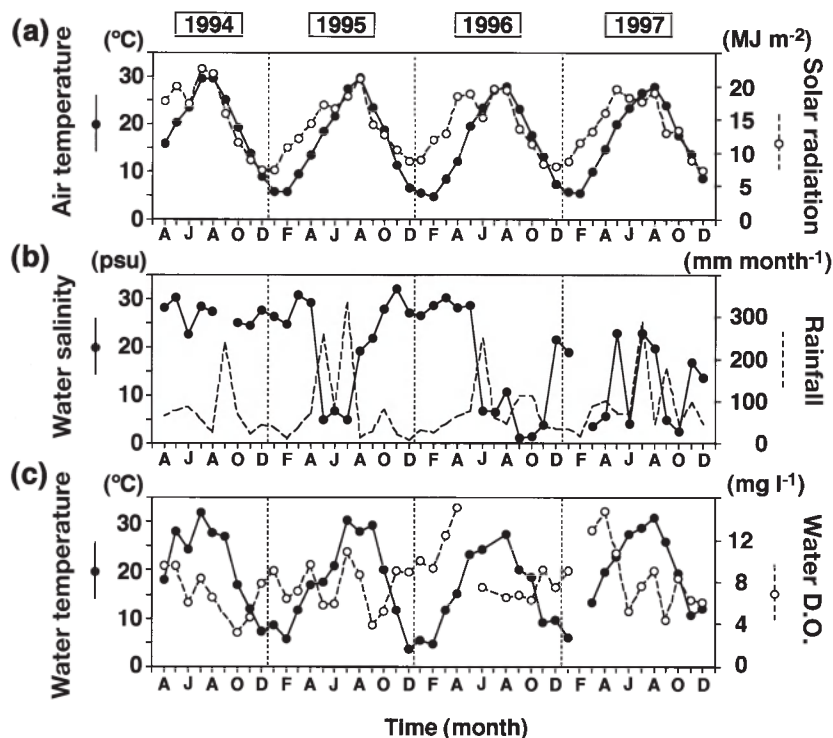 1994 1995 1996 1997
(a) (°C) (MJ m-2)
Air temperature
30
20
10
0
Solar radiation
20
15
10
5
0
A J A O D F A J A O D F A J A O D F A J A O D
(b) (psu) (mm month-1)
Water salinity
30
20
10
0
Rainfall
300
200
100
0
A J A O D F A J A O D F A J A O D F A J A O D
(c) (°C) (mg l-1)
Water temperature
30
20
10
0
Water D.O.
12
8
4
0
A J A O D F A J A O D F A J A O D F A J A O D
Time (month)